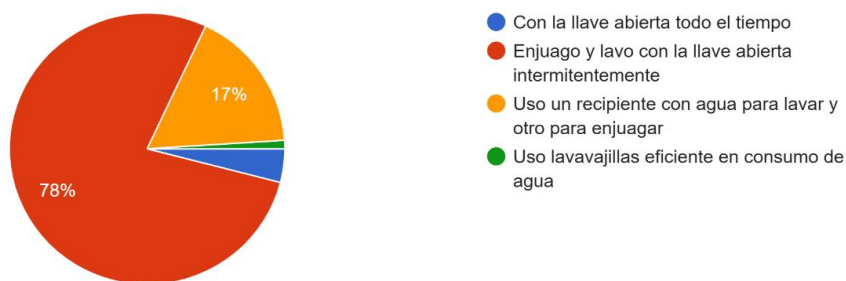 Con la llave abierta todo el tiempo
Enjuago y lavo con la llave abierta
intermitentemente
Uso un recipiente con agua para lavar y
otro para enjuagar
Uso lavavajillas eficiente en consumo de
agua
17%
78%